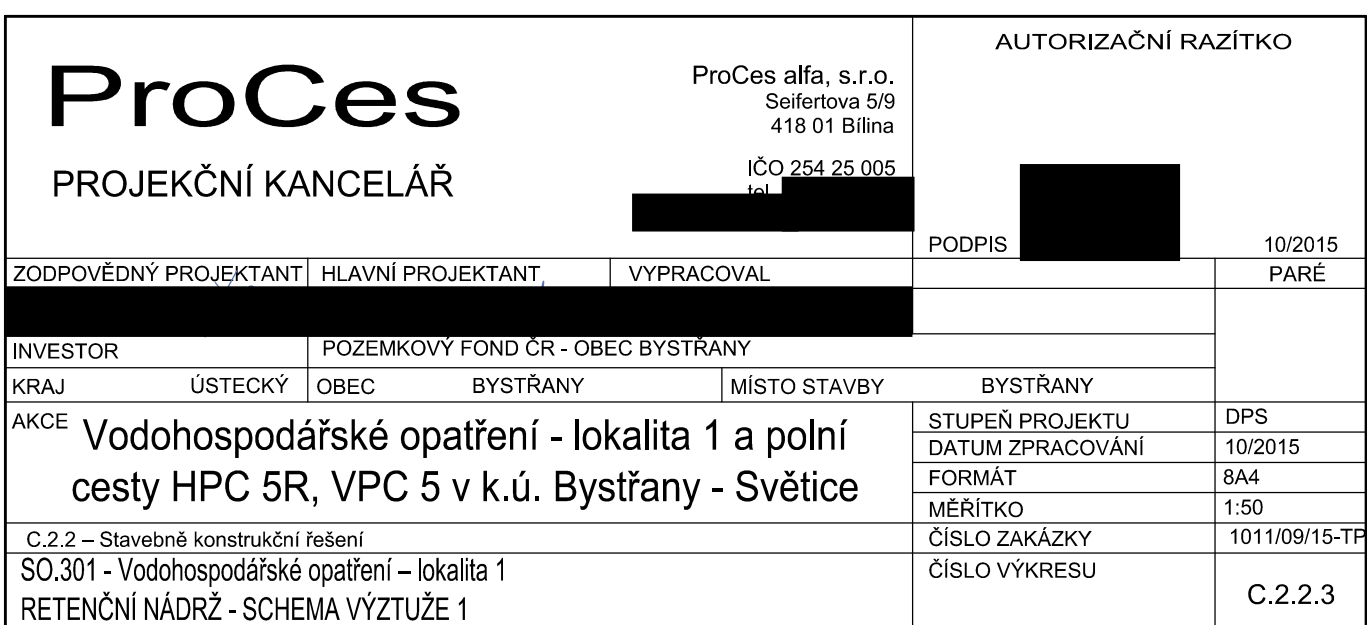 ProCes
PROJEKČNÍ KANCELÁŘ
ProCes alfa, s.r.o.
Seifertova 5/9
418 01 Bílina
IČO 254 25 005
tel
AUTORIZAČNÍ RAZÍTKO
PODPIS 10/2015
ZODPOVĚDNÝ PROJEKTANT HLAVNÍ PROJEKTANT VYPRACOVAL PARÉ
INVESTOR POZEMKOVÝ FOND ČR - OBEC BYSTŘANY
KRAJ ÚSTECKÝ OBEC BYSTŘANY MÍSTO STAVBY BYSTŘANY
AKCE Vodohospodářské opatření - lokalita 1 a polní
cesty HPC 5R, VPC 5 v k.ú. Bystřany - Světice
STUPEŇ PROJEKTU DPS
DATUM ZPRACOVÁNÍ 10/2015
FORMÁT 8A4
MĚŘÍTKO 1:50
C.2.2 – Stavebně konstrukční řešení
ČÍSLO ZAKÁZKY 1011/09/15-TP
SO.301 - Vodohospodářské opatření – lokalita 1
RETENČNÍ NÁDRŽ - SCHEMA VÝZTUŽE 1
ČÍSLO VÝKRESU
C.2.2.3